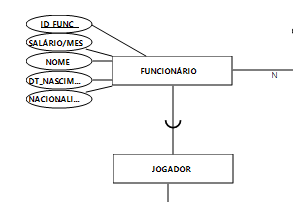 ID_FUNC
SALÁRIO/MES
NOME
DT_NASCIM...
NACIONALI...
FUNCIONÁRIO
N
JOGADOR